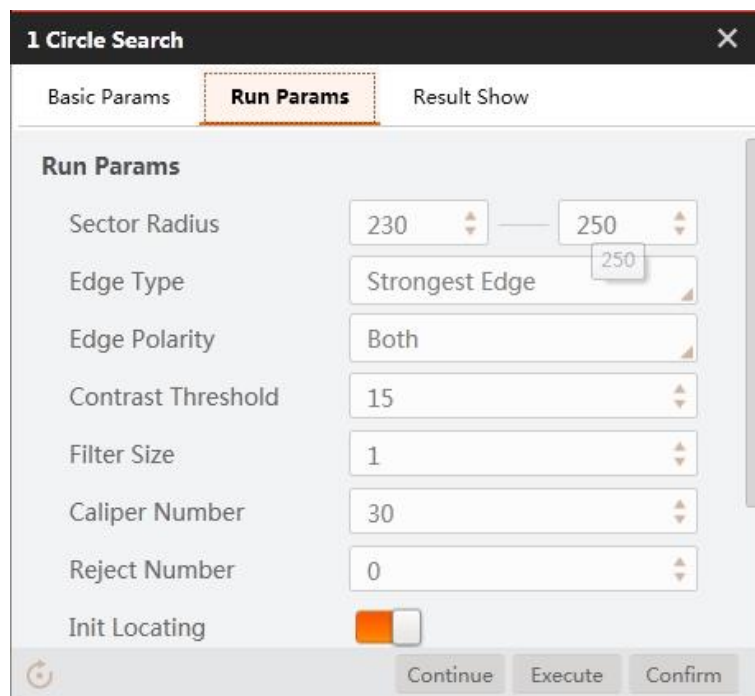 1 Circle Search
Basic Params Run Params Result Show
Run Params
Sector Radius 230 250
250
Edge Type Strongest Edge
Edge Polarity Both
Contrast Threshold 15
Filter Size 1
Caliper Number 30
Reject Number 0
Init Locating
Continue Execute Confirm